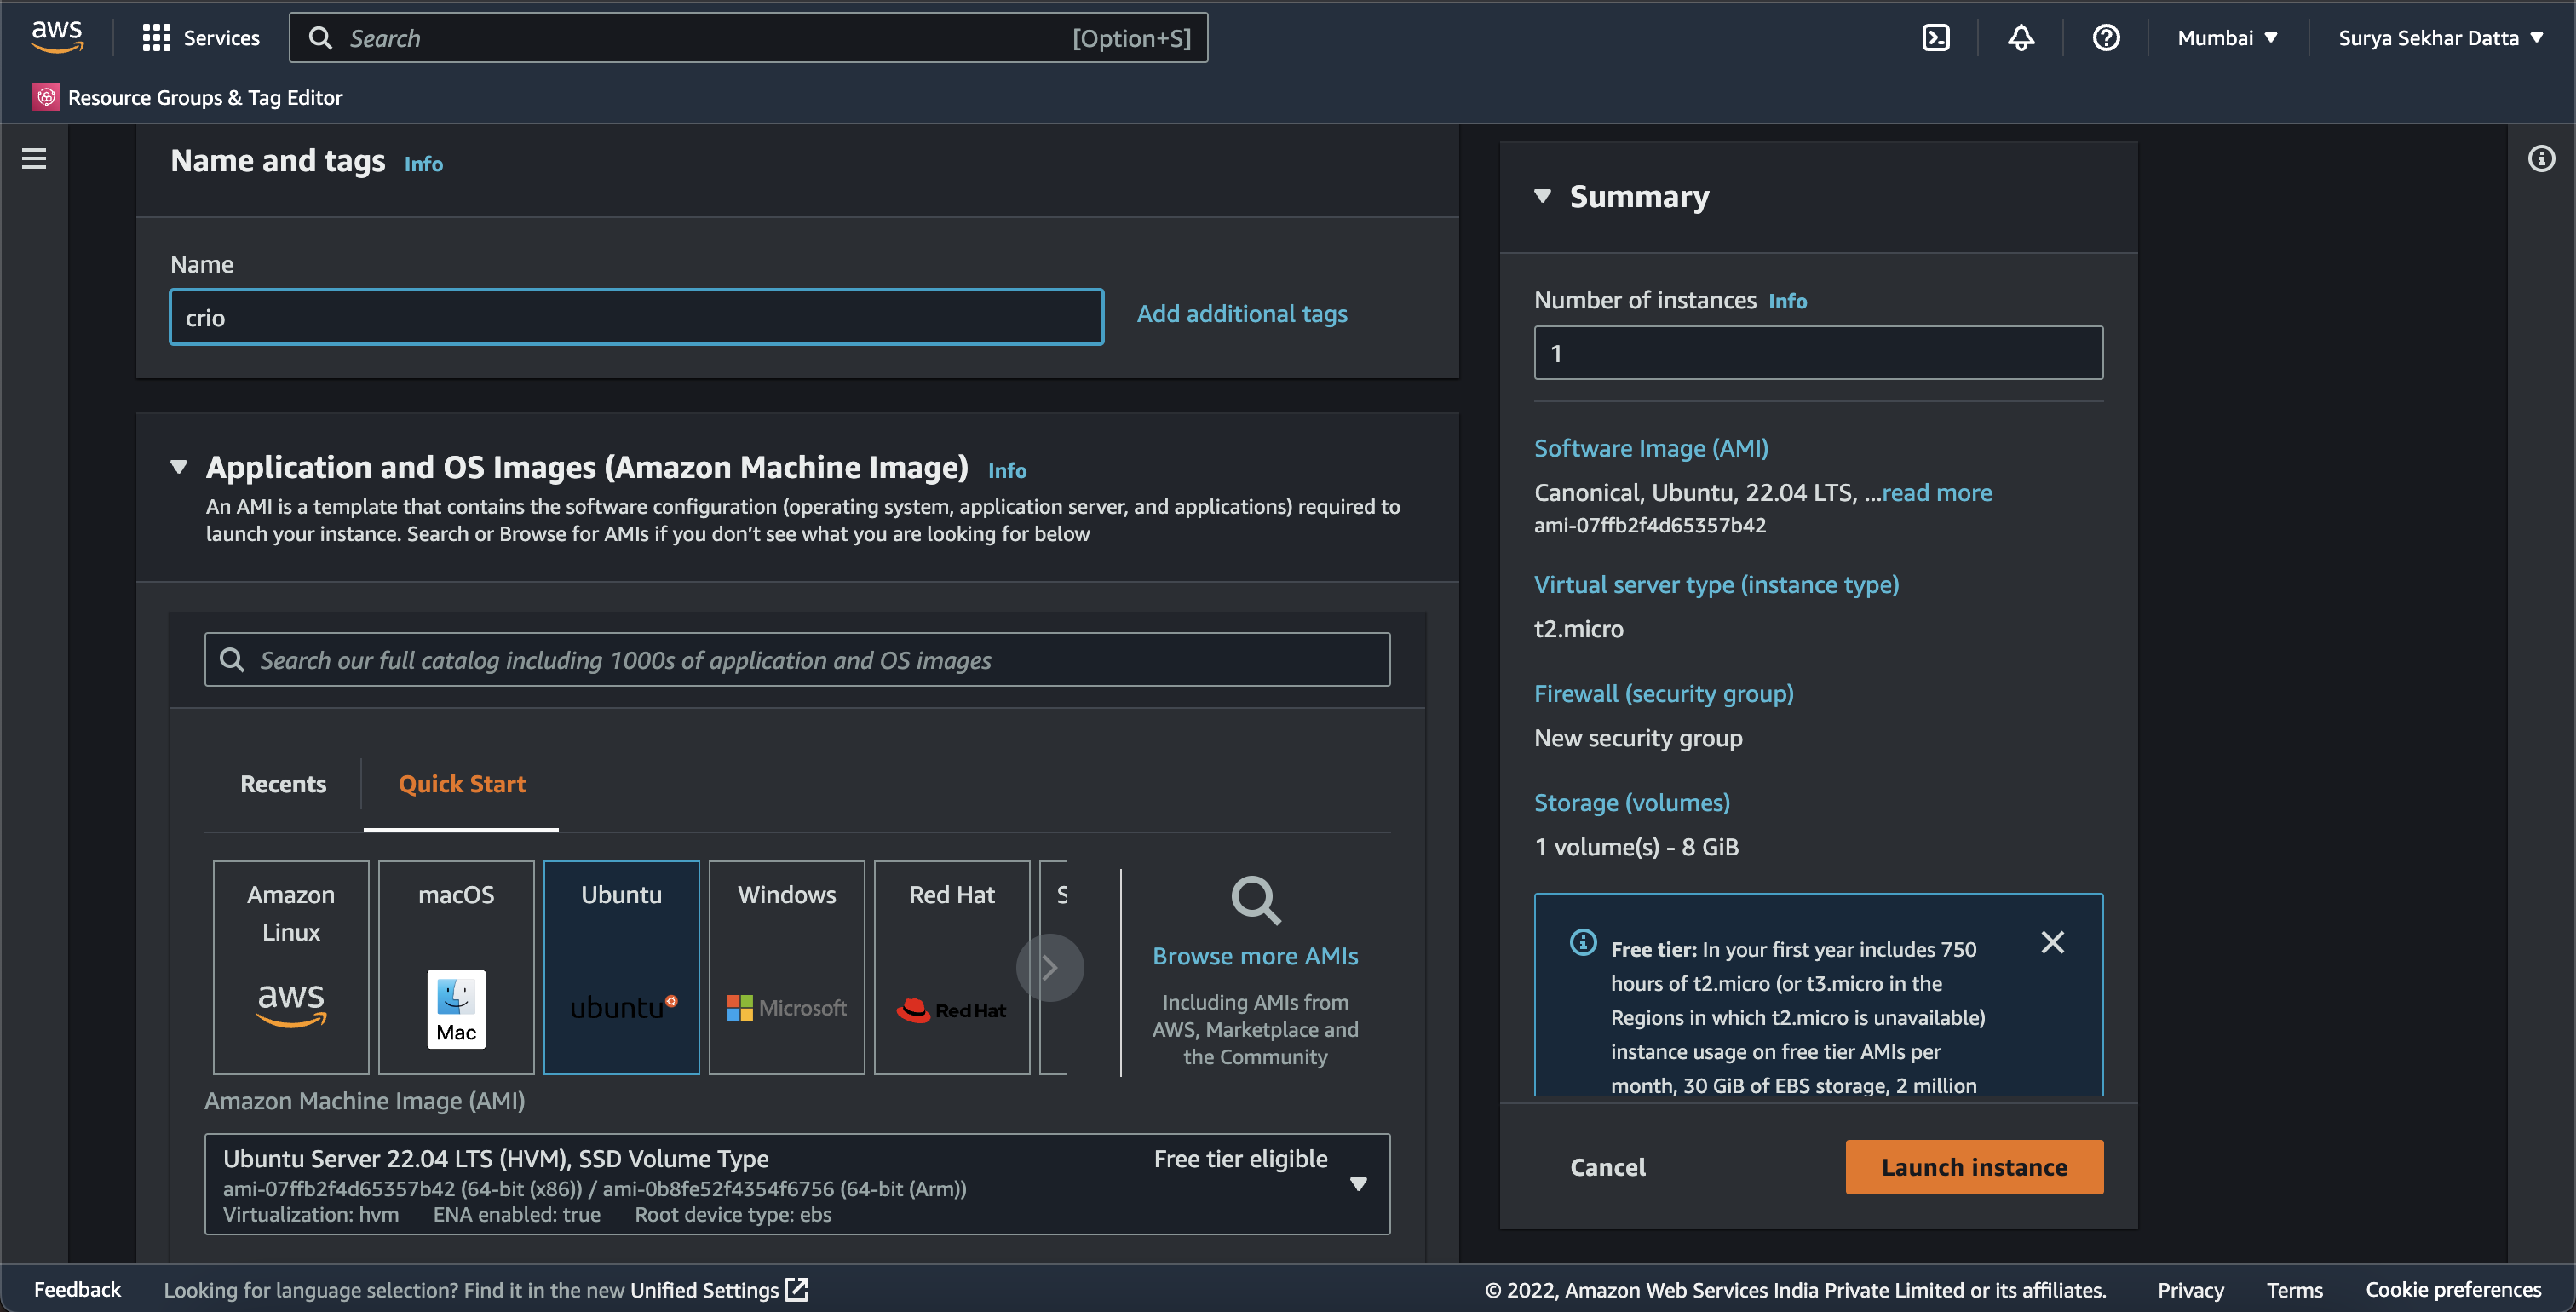 aws
Services
Search
[Option+S]
Mumbai
Surya Sekhar Datta
Resource Groups & Tag Editor
Name and tags Info
Name
crio
Add additional tags
Application and OS Images (Amazon Machine Image) Info
An AMI is a template that contains the software configuration (operating system, application server, and applications) required to
launch your instance. Search or Browse for AMIs if you don’t see what you are looking for below
Search our full catalog including 1000s of application and OS images
Recents
Quick Start
Amazon
Linux
aws
macOS
Mac
Ubuntu
ubuntu
Windows
Microsoft
Red Hat
Red Hat
S
Browse more AMIs
Including AMIs from
AWS, Marketplace and
the Community
Amazon Machine Image (AMI)
Ubuntu Server 22.04 LTS (HVM), SSD Volume Type
Free tier eligible
ami-07ffb2f4d65357b42 (64-bit (x86)) / ami-0b8fe52f4354f6756 (64-bit (Arm))
Virtualization: hvm ENA enabled: true Root device type: ebs
Summary
Number of instances Info
1
Software Image (AMI)
Canonical, Ubuntu, 22.04 LTS, ...read more
ami-07ffb2f4d65357b42
Virtual server type (instance type)
t2.micro
Firewall (security group)
New security group
Storage (volumes)
1 volume(s) - 8 GiB
Free tier: In your first year includes 750
hours of t2.micro (or t3.micro in the
Regions in which t2.micro is unavailable)
instance usage on free tier AMIs per
month, 30 GiB of EBS storage, 2 million
Cancel
Launch instance
Feedback
Looking for language selection? Find it in the new Unified Settings
© 2022, Amazon Web Services India Private Limited or its affiliates.
Privacy
Terms
Cookie preferences